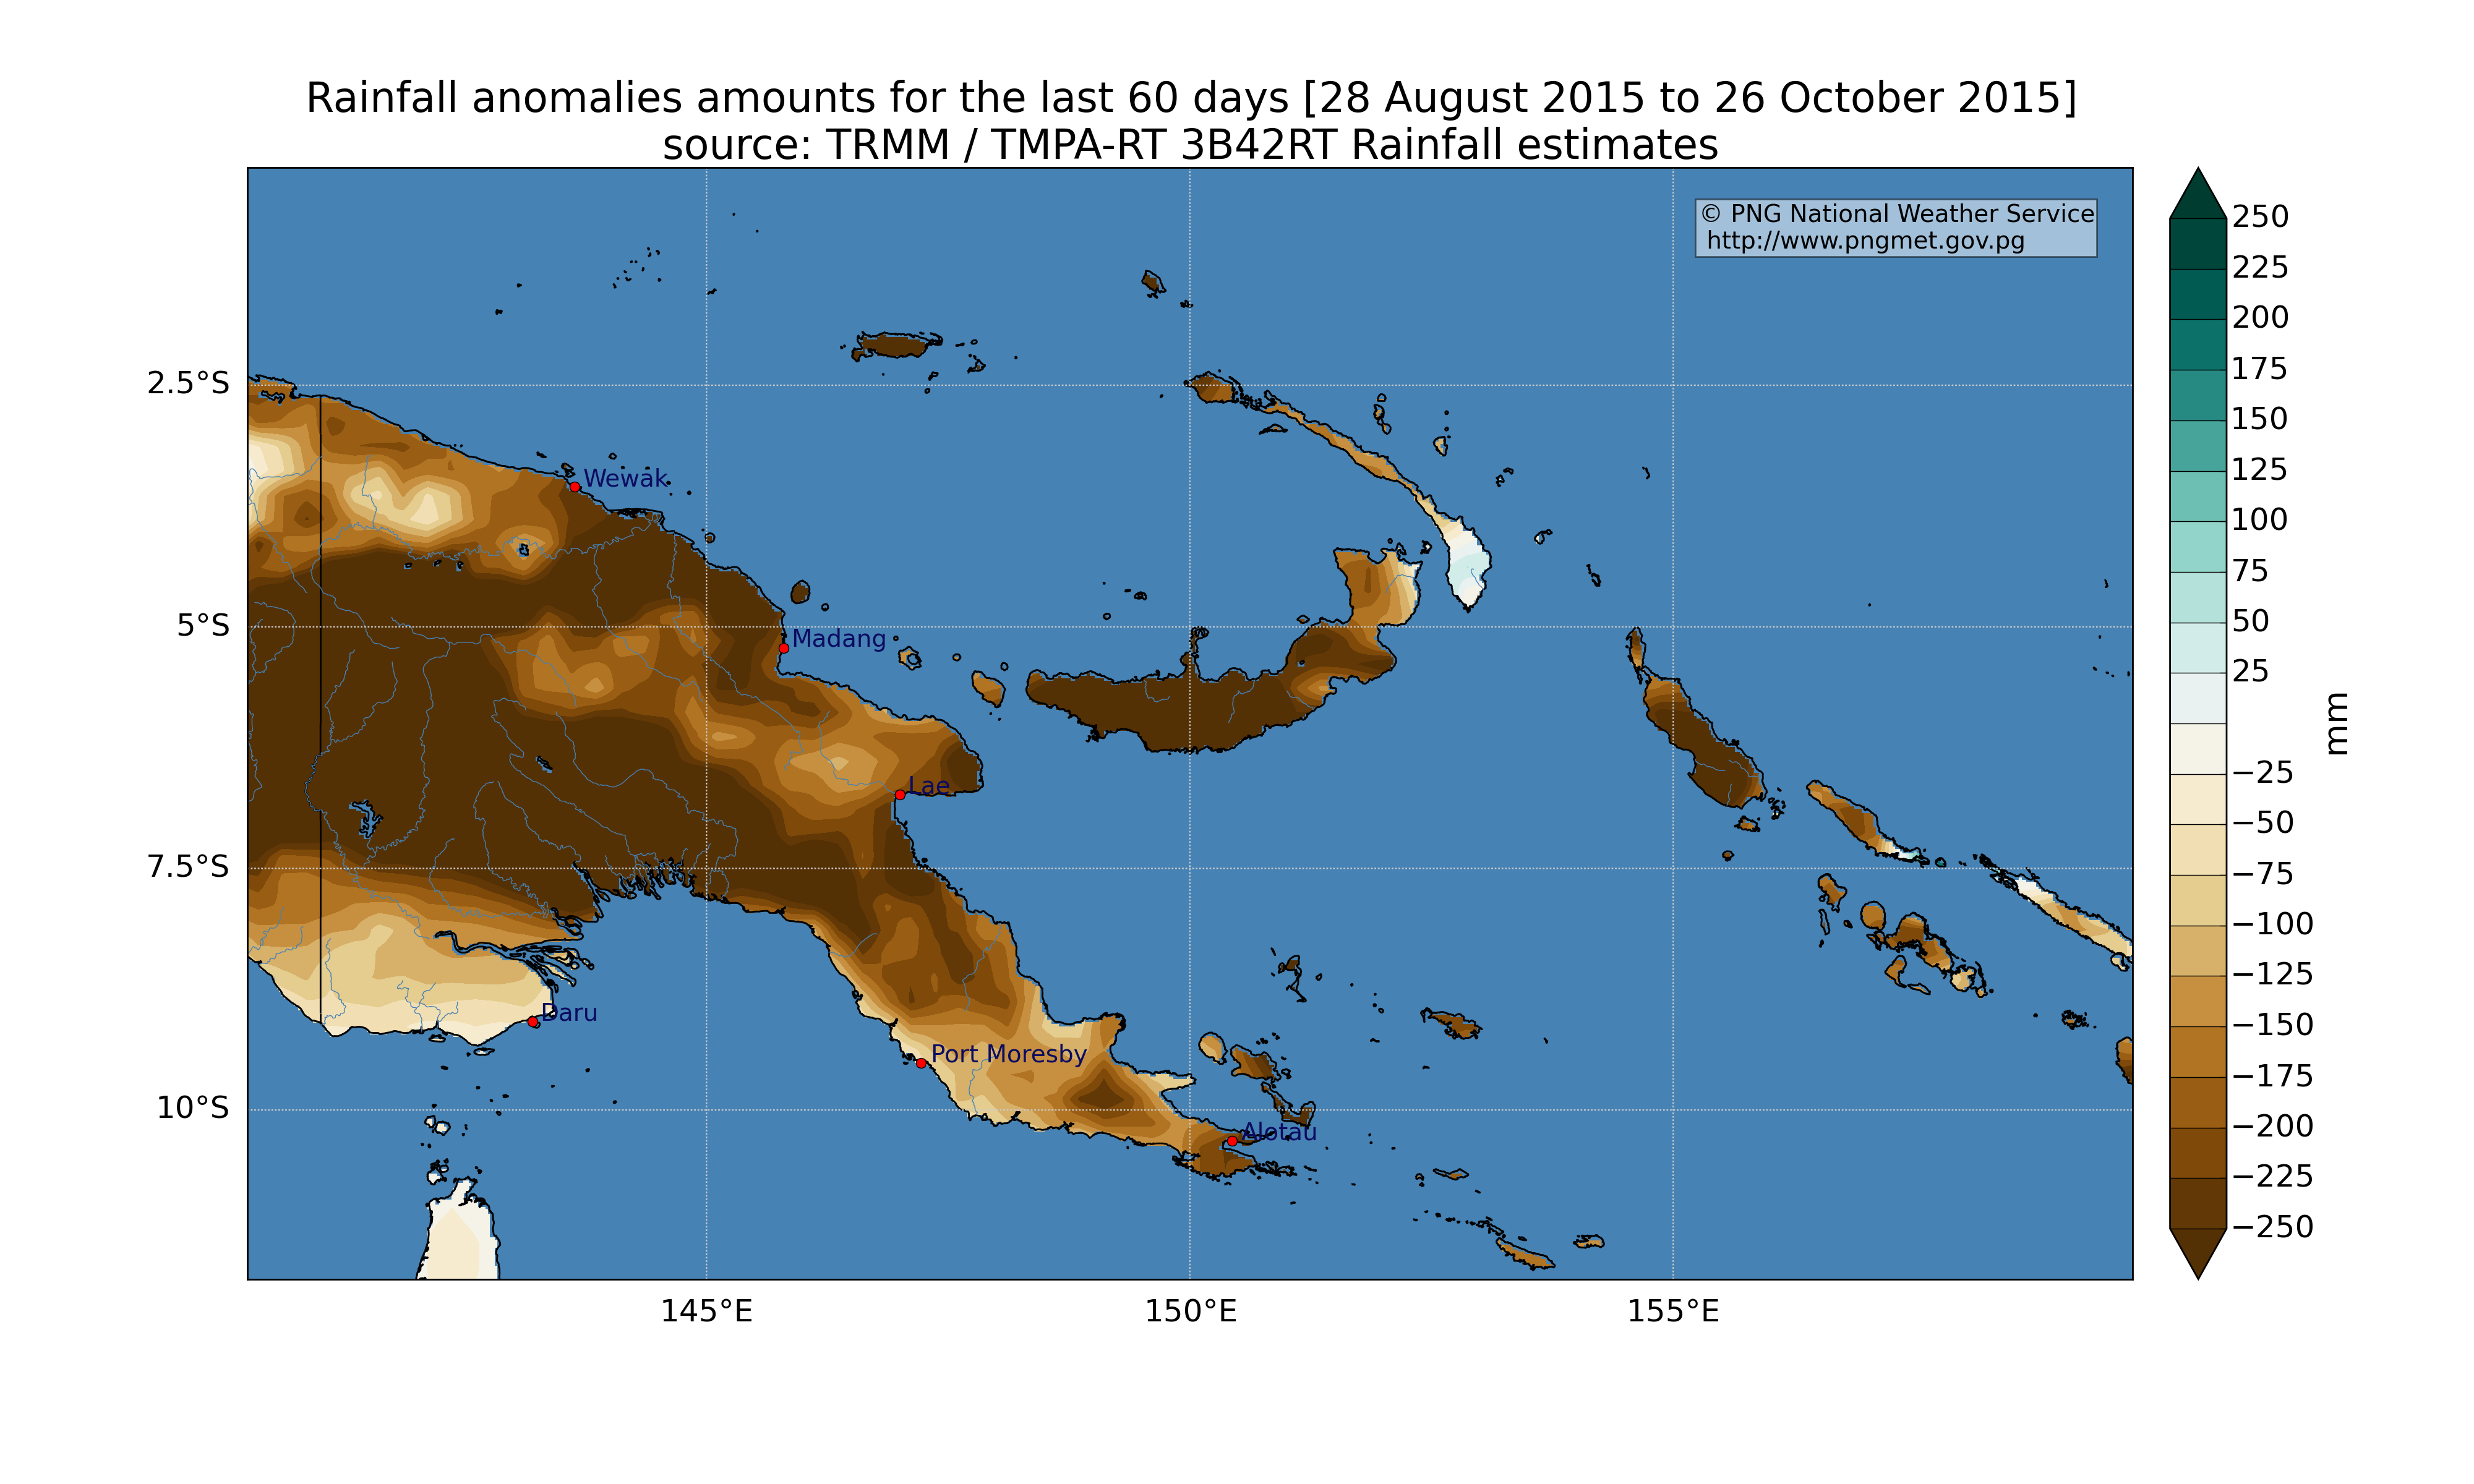 Rainfall anomalies amounts for the last 60 days [28 August 2015 to 26 October 2015]
source: TRMM / TMPA-RT 3B42RT Rainfall estimates
© PNG National Weather Service
http://www.pngmet.gov.pg
2.5°S
5°S
7.5°S
10°S
Wewak
Madang
Lae
Daru
Port Moresby
Alotau
145°E
150°E
155°E
250
225
200
175
150
125
100
75
50
25
−25
−50
−75
−100
−125
−150
−175
−200
−225
−250
mm